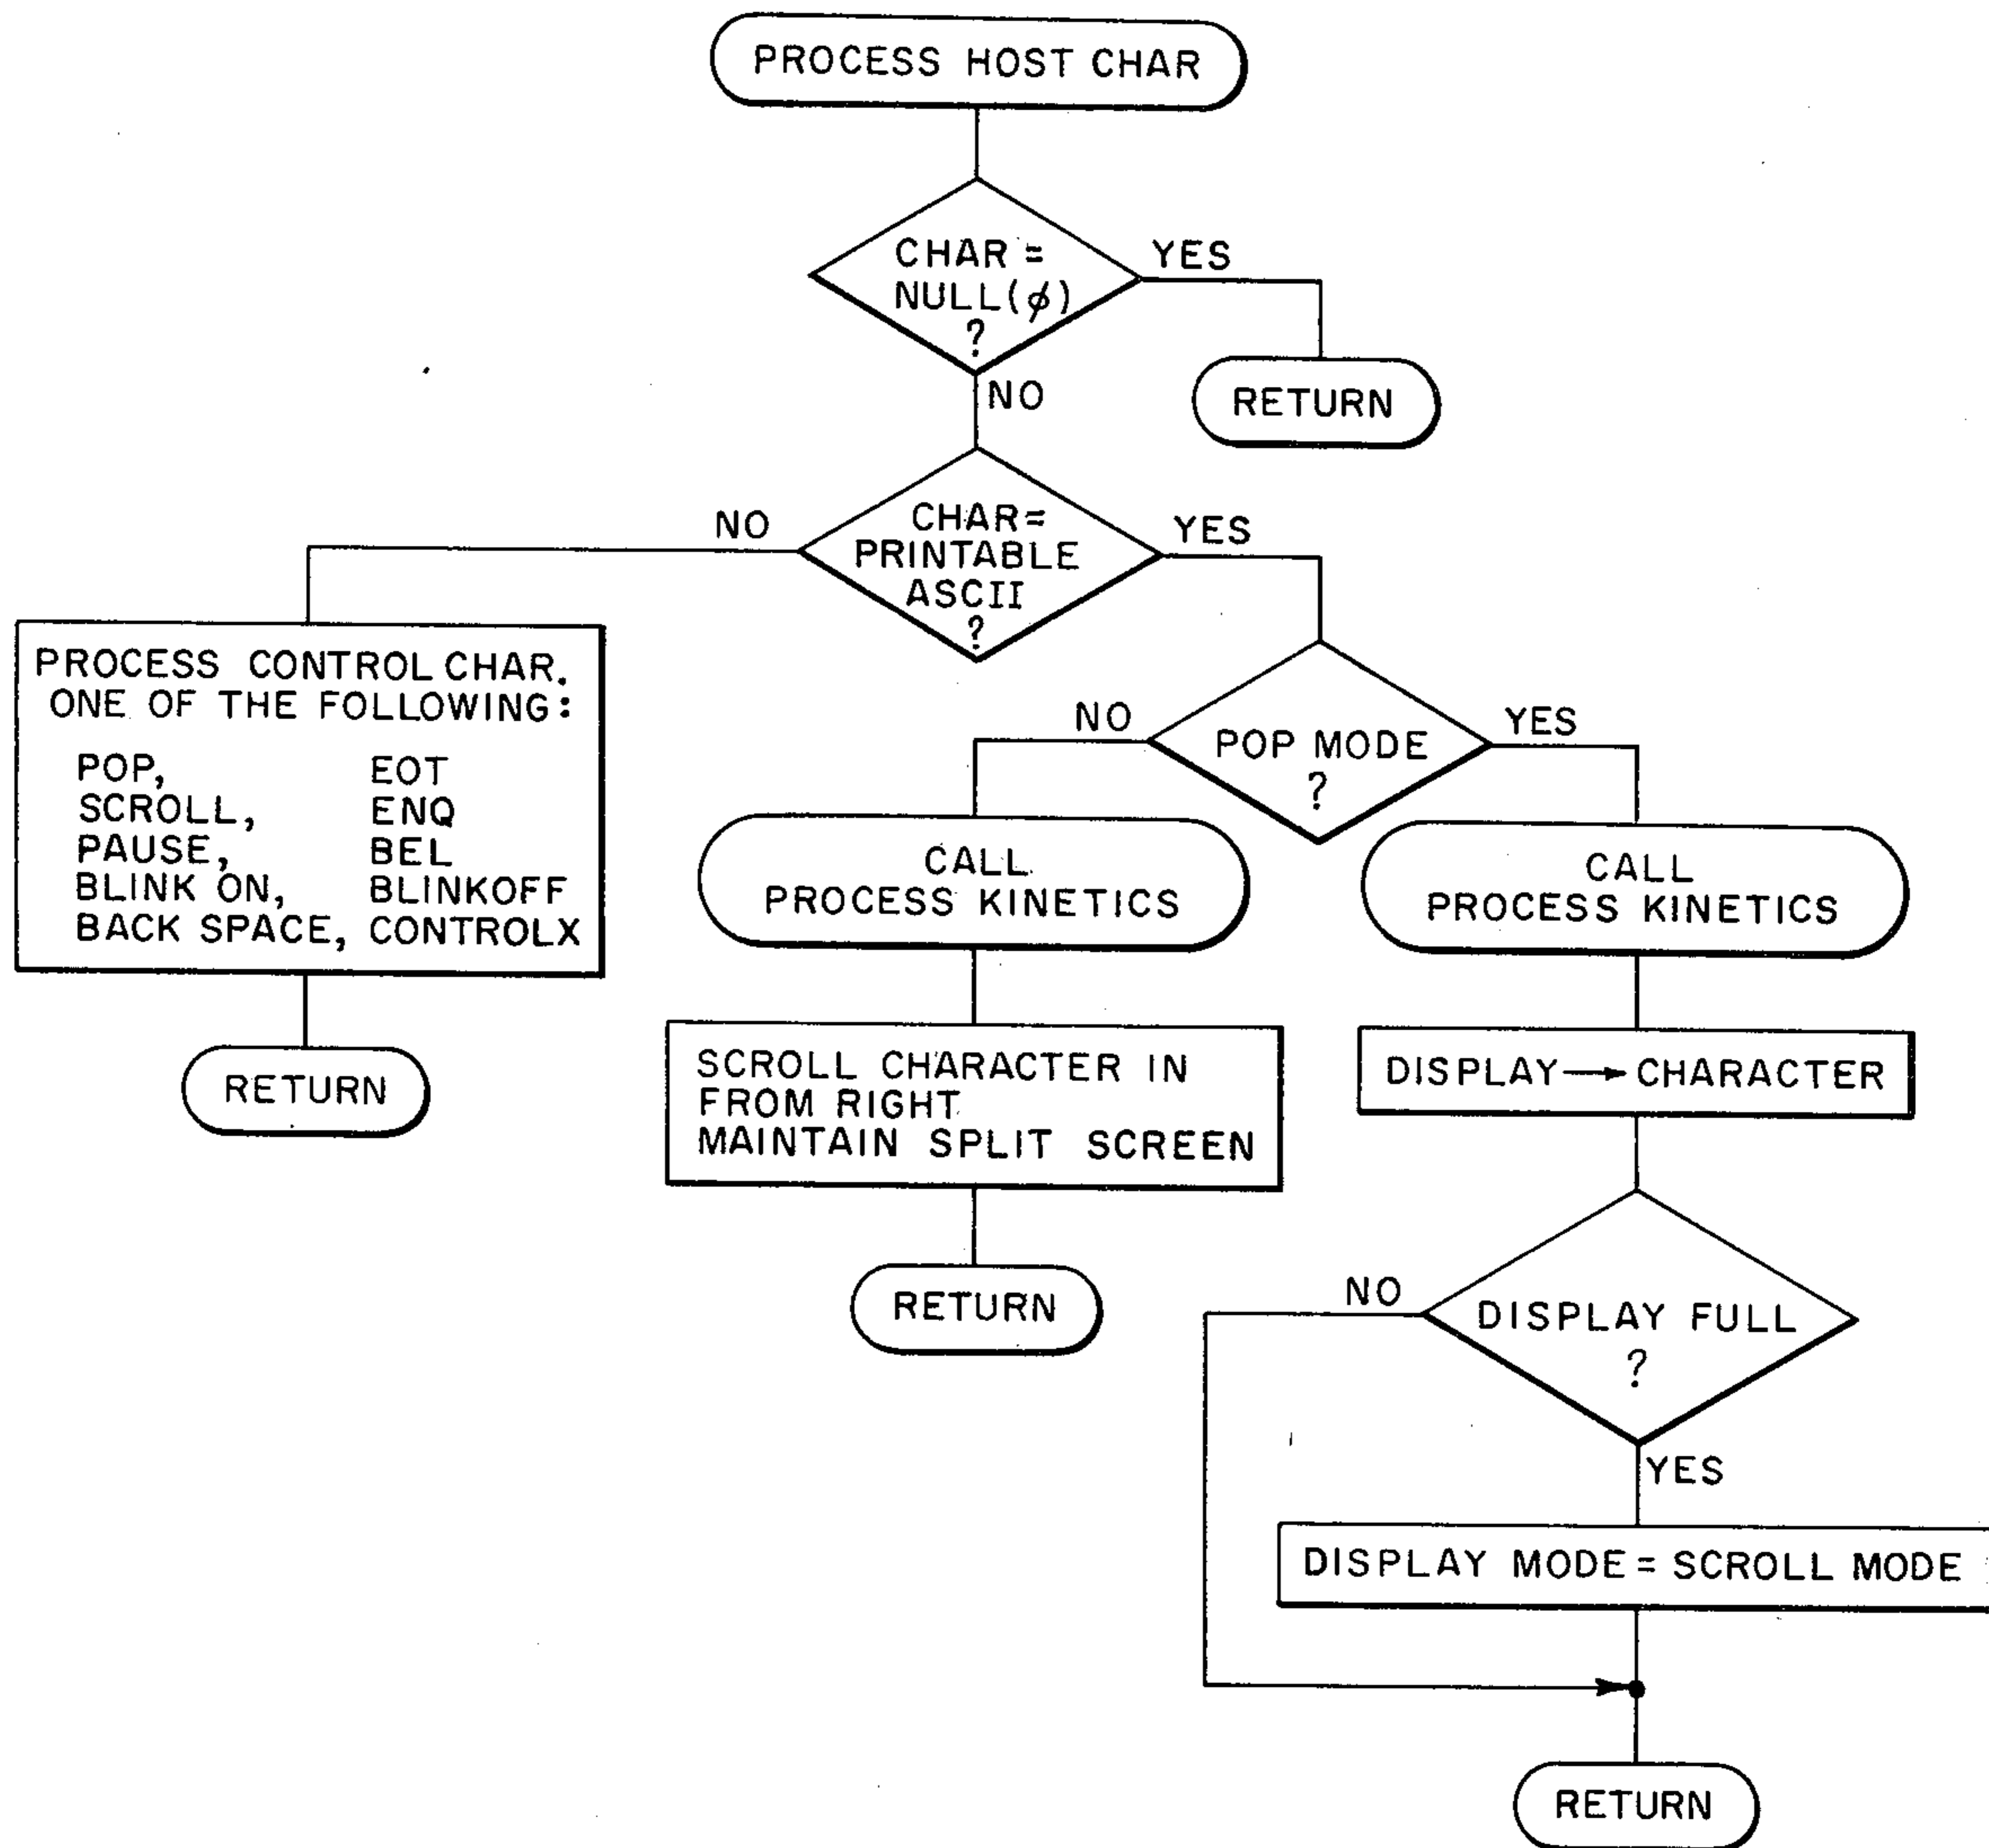 PROCESS HOST CHAR
CHAR =
NULL(ϕ)
?
YES
NO
RETURN
CHAR=
PRINTABLE
ASCII
?
NO
YES
PROCESS CONTROL CHAR.
ONE OF THE FOLLOWING:
POP, EOT
SCROLL, ENQ
PAUSE, BEL
BLINK ON, BLINKOFF
BACK SPACE, CONTROLX
RETURN
POP MODE
?
NO
YES
CALL
PROCESS KINETICS
SCROLL CHARACTER IN
FROM RIGHT
MAINTAIN SPLIT SCREEN
RETURN
CALL
PROCESS KINETICS
DISPLAY→CHARACTER
DISPLAY FULL
?
NO
YES
DISPLAY MODE = SCROLL MODE
RETURN